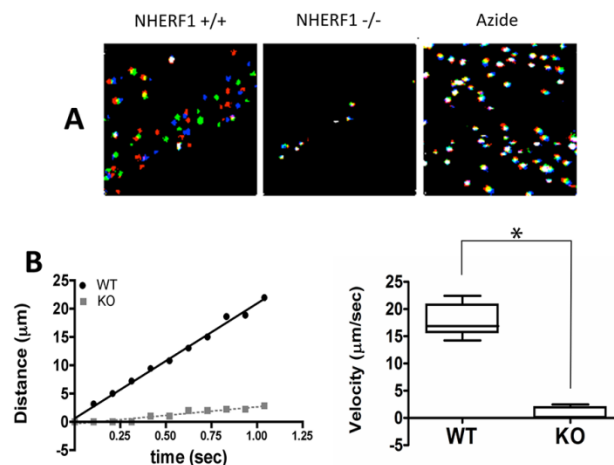 NHERF1 +/+ NHERF1 -/- Azide
A
B
WT
KO
Distance (μm)
25
20
15
10
5
0
-5
0.25 0.50 0.75 1.00 1.25
time (sec)
*
Velocity (μm/sec)
25
20
15
10
5
0
-5
WT KO